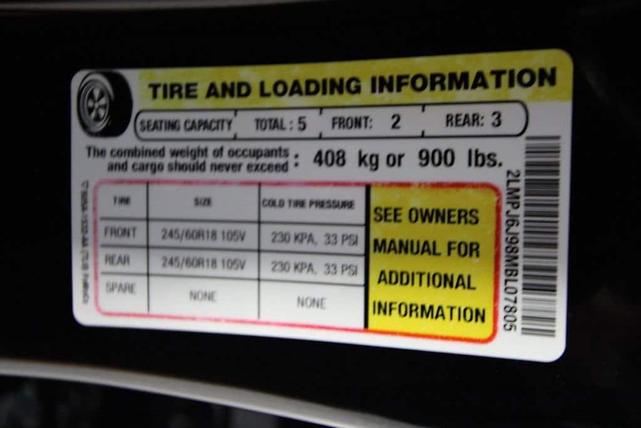 TIRE AND LOADING INFORMATION
SEATING CAPACITY TOTAL: 5 FRONT: 2 REAR: 3
The combined weight of occupants and cargo should never exceed: 408 kg or 900 lbs.
TIRE SIZE COLD TIRE PRESSURE
FRONT 245/60R18 105V 230 KPA, 33 PSI
REAR 245/60R18 105V 230 KPA, 33 PSI
SPARE NONE NONE
SEE OWNERS
MANUAL FOR
ADDITIONAL
INFORMATION
2LMPJ6J98MBL07805